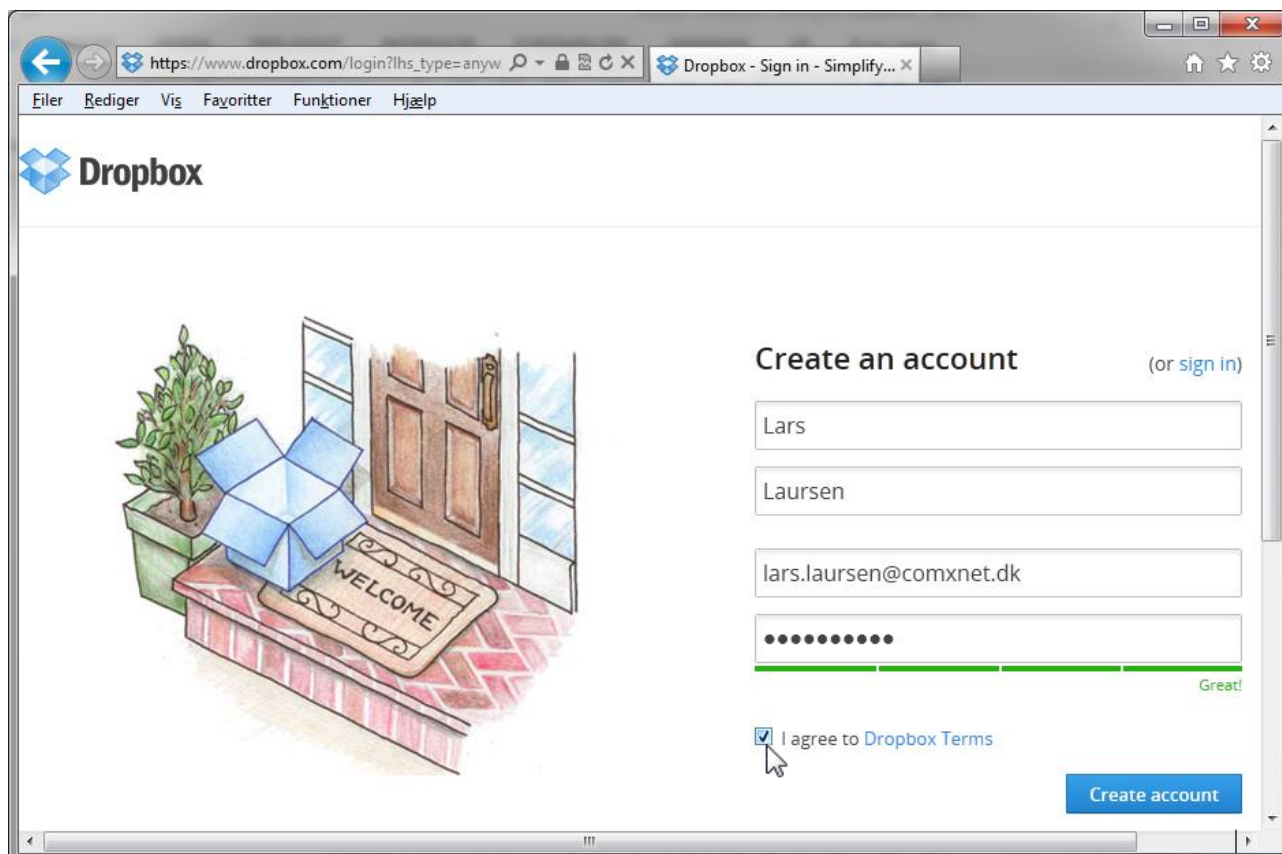 https://www.dropbox.com/login?lhs_type=anyw
Dropbox - Sign in - Simplify...
Filer Rediger Vis Favoritter Funktioner Hjælp
Dropbox
Create an account (or sign in)
Lars
Laursen
lars.laursen@comxnet.dk
••••••••••
Great!
WELCOME
I agree to Dropbox Terms
Create account